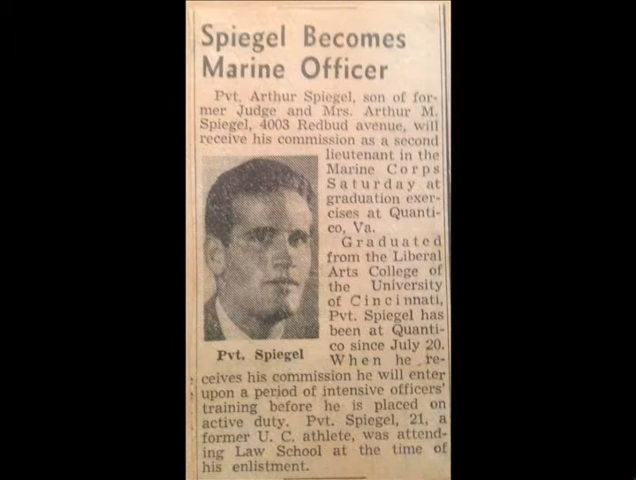 Spiegel Becomes
Marine Officer
Pvt. Arthur Spiegel, son of for-
mer Judge and Mrs. Arthur M.
Spiegel, 4003 Redbud avenue, will
receive his commission as a second
lieutenant in the
Marine Corps
Saturday at
graduation exer-
cises at Quanti-
co, Va.
Graduated
from the Liberal
Arts College of
the University
of Cincinnati,
Pvt. Spiegel has
been at Quanti-
co since July 20.
When he re-
Pvt. Spiegel
ceives his commission he will enter
upon a period of intensive officers'
training before he is placed on
active duty. Pvt. Spiegel, 21, a
former U. C. athlete, was attend-
ing Law School at the time of
his enlistment.